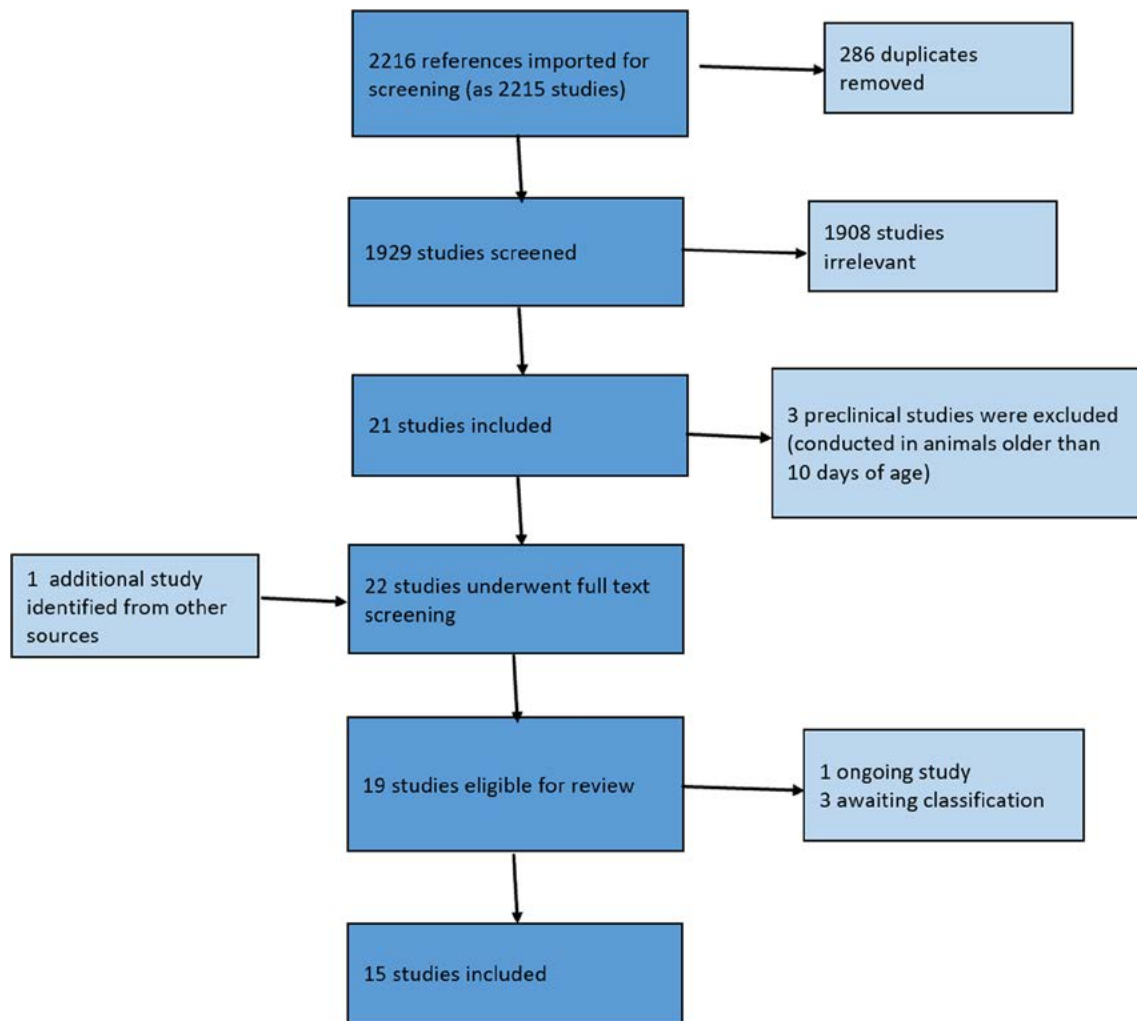 2216 references imported for
screening (as 2215 studies)
286 duplicates
removed
1929 studies screened
1908 studies
irrelevant
21 studies included
3 preclinical studies were excluded
(conducted in animals older than
10 days of age)
1 additional study
identified from other
sources
22 studies underwent full text
screening
19 studies eligible for review
1 ongoing study
3 awaiting classification
15 studies included